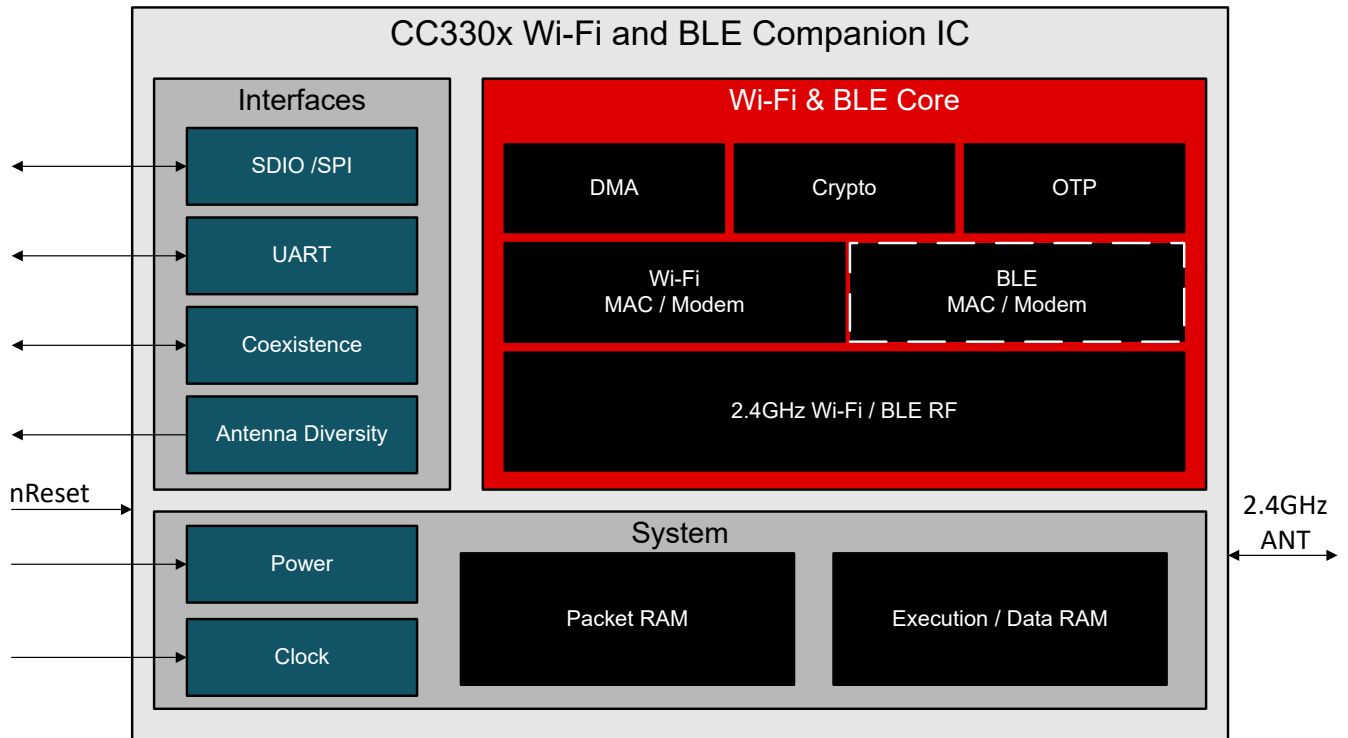 CC330x Wi-Fi and BLE Companion IC
Interfaces
SDIO /SPI
UART
Coexistence
Antenna Diversity
nReset
Wi-Fi & BLE Core
DMA
Crypto
OTP
Wi-Fi
MAC / Modem
BLE
MAC / Modem
2.4GHz Wi-Fi / BLE RF
System
Power
Clock
Packet RAM
Execution / Data RAM
2.4GHz
ANT